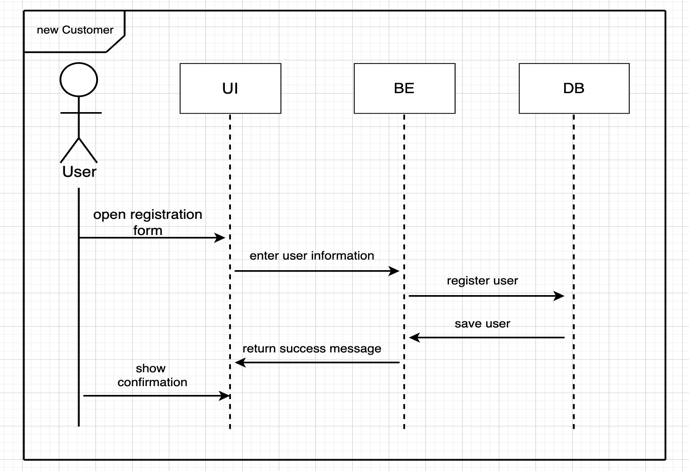 new Customer
UI
BE
DB
User
open registration
form
enter user information
register user
save user
return success message
show
confirmation